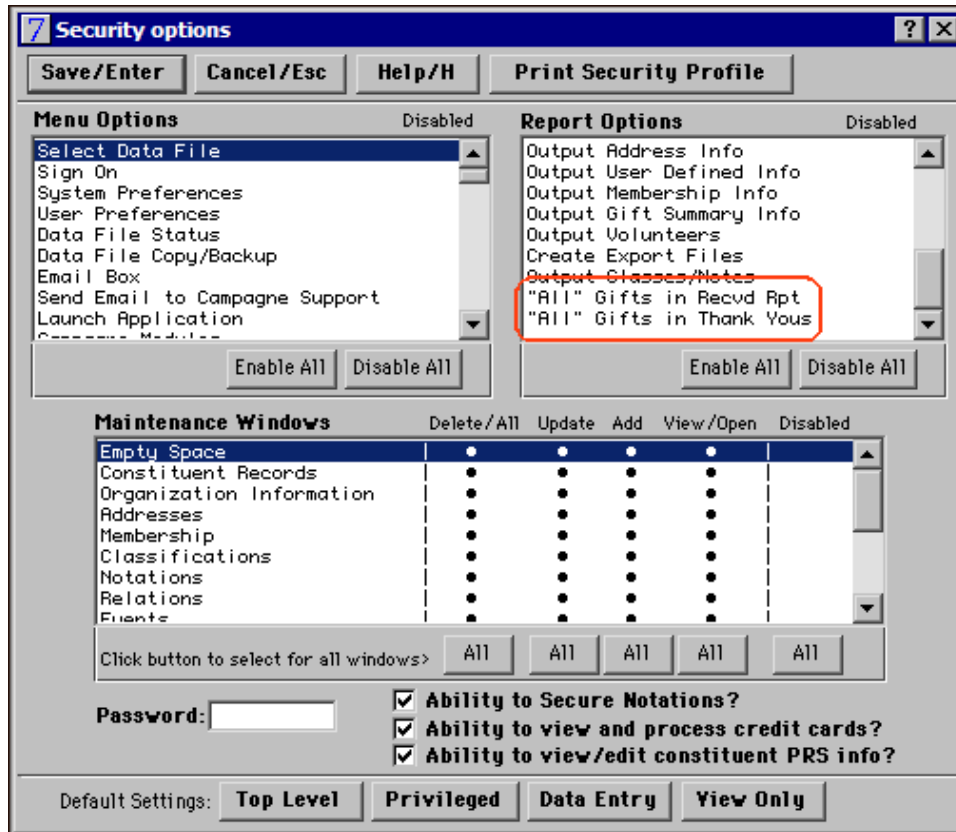 7 Security options ? X
Save/Enter Cancel/Esc Help/H Print Security Profile
Menu Options Disabled
Select Data File
Sign On
System Preferences
User Preferences
Data File Status
Data File Copy/Backup
Email Box
Send Email to Campagne Support
Launch Application
Campagne Modules
Enable All Disable All
Report Options Disabled
Output Address Info
Output User Defined Info
Output Membership Info
Output Gift Summary Info
Output Volunteers
Create Export Files
Output Classes/Notes
"All" Gifts in Recvd Rpt
"All" Gifts in Thank Yous
Enable All Disable All
Maintenance Windows Delete/All Update Add View/Open Disabled
Empty Space
Constituent Records
Organization Information
Addresses
Membership
Classifications
Notations
Relations
Events
Click button to select for all windows> All All All All All
Password:
Ability to Secure Notations?
Ability to view and process credit cards?
Ability to view/edit constituent PRS info?
Default Settings: Top Level Privileged Data Entry View Only